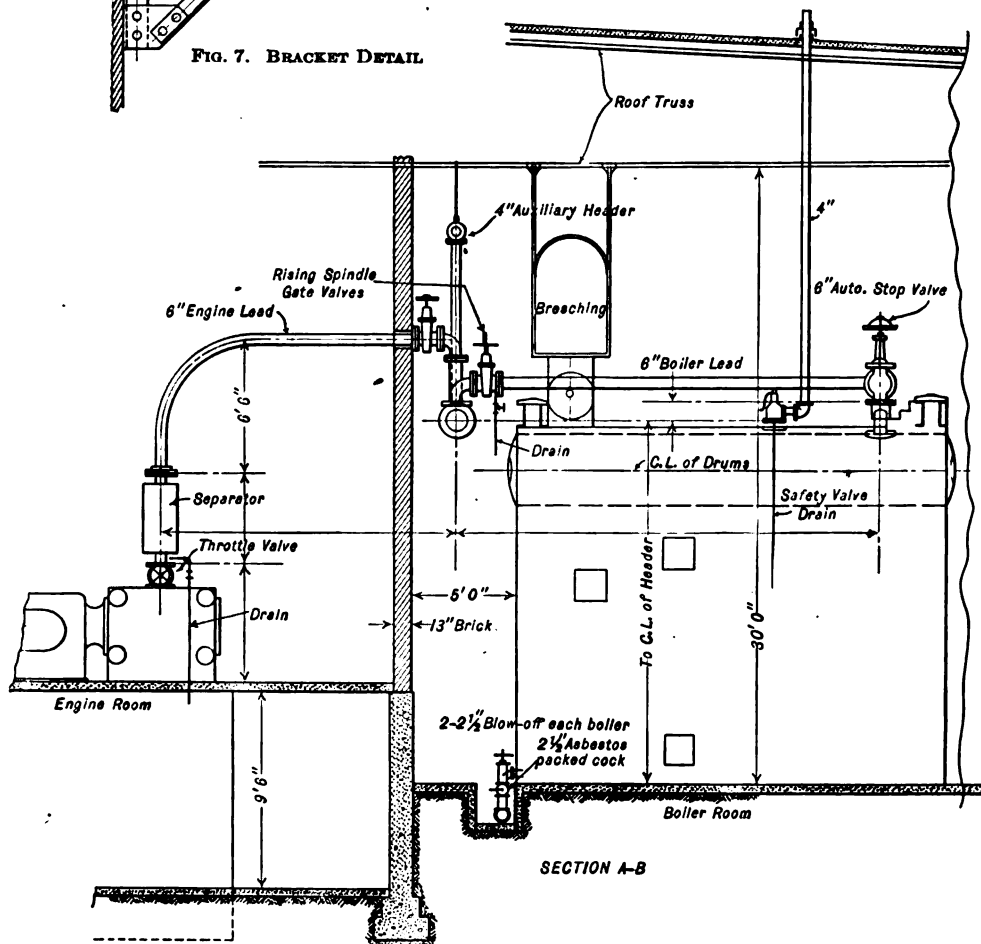 FIG. 7. BRACKET DETAIL
Roof Truss
4" Auxiliary Header
4"
Rising Spindle
Gate Valves
6" Engine Lead
Breeching
6" Auto. Stop Valve
6" Boiler Lead
6' 6"
Drain
C.L. of Drums
Separator
Safety Valve
Drain
Throttle Valve
5' 0"
13" Brick
Drain
To C.L. of Header
30' 0"
Engine Room
2-2½" Blow-off each boiler
2½" Asbestos
packed cock
9' 6"
Boiler Room
SECTION A-B